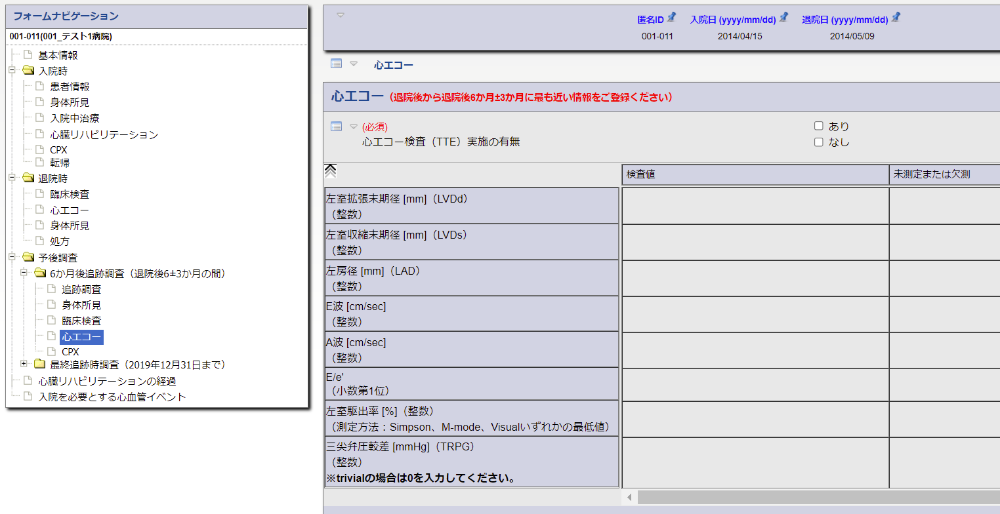 フォームナビゲーション
001-011(001_テスト1病院)
基本情報
入院時
患者情報
身体所見
入院中治療
心臓リハビリテーション
CPX
転帰
退院時
臨床検査
心エコー
身体所見
処方
予後調査
6か月後追跡調査（退院後6±3か月の間）
追跡調査
身体所見
臨床検査
心エコー
CPX
最終追跡時調査（2019年12月31日まで）
心臓リハビリテーションの経過
入院を必要とする心血管イベント
匿名ID 入院日 (yyyy/mm/dd) 退院日 (yyyy/mm/dd)
001-011 2014/04/15 2014/05/09
心エコー
心エコー（退院後から退院後6か月±3か月に最も近い情報をご登録ください）
(必須)
心エコー検査（TTE）実施の有無
あり
なし
検査値 未測定または欠測
左室拡張末期径 [mm]（LVDd）
（整数）
左室収縮末期径 [mm]（LVDs）
（整数）
左房径 [mm]（LAD）
（整数）
E波 [cm/sec]
（整数）
A波 [cm/sec]
（整数）
E/e'
（小数第1位）
左室駆出率 [%]（整数）
（測定方法：Simpson、M-mode、Visualいずれかの最低値）
三尖弁圧較差 [mmHg]（TRPG）
（整数）
※trivialの場合は0を入力してください。